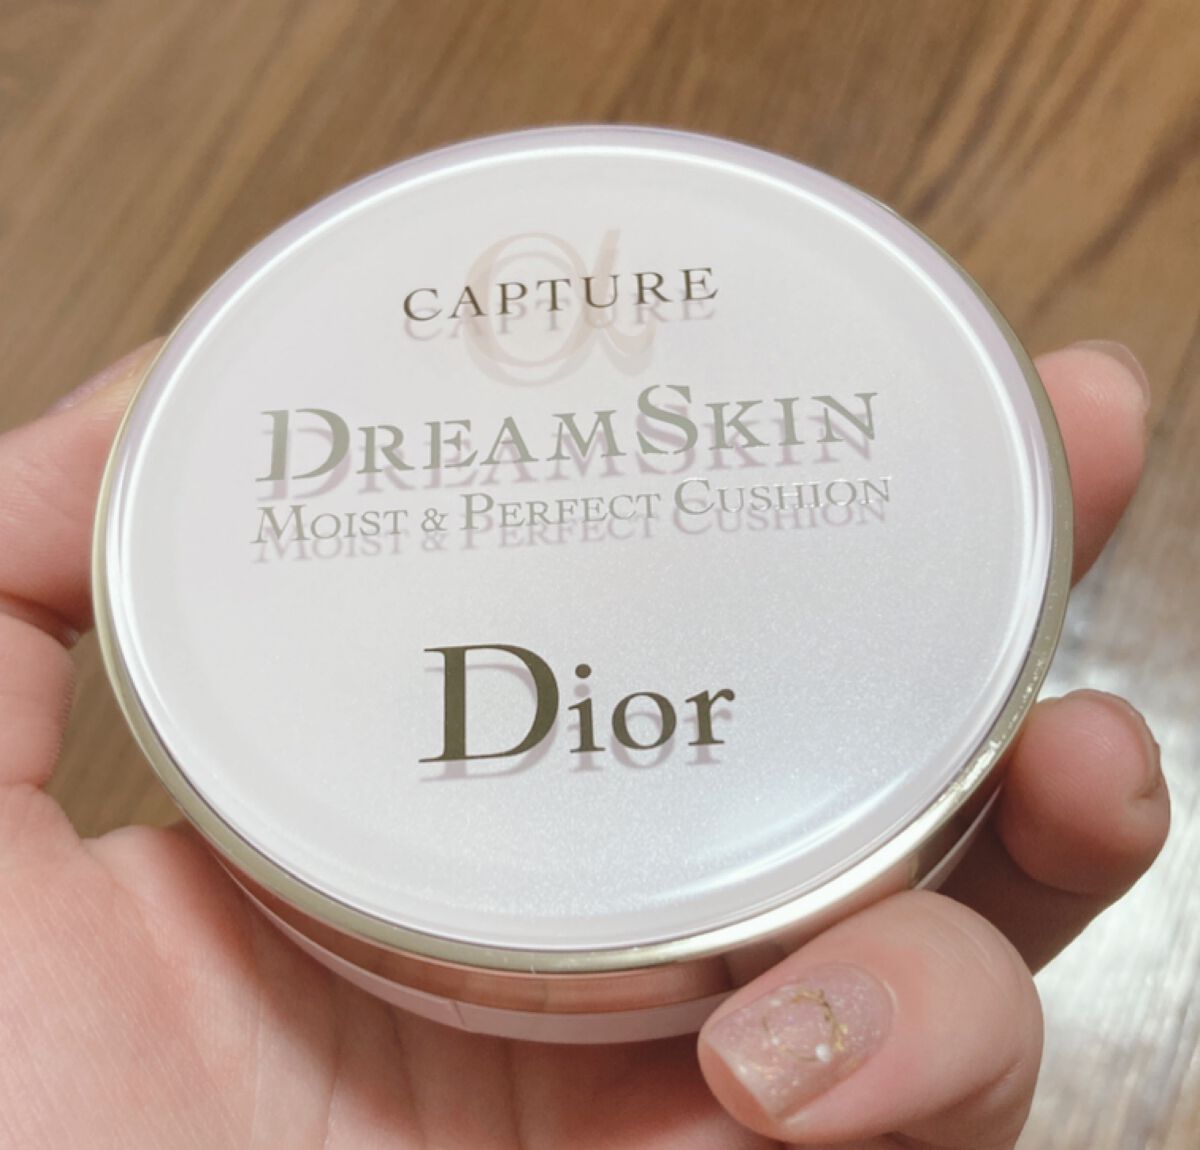 CAPTURE
DREAMSKIN
MOIST & PERFECT CUSHION
Dior